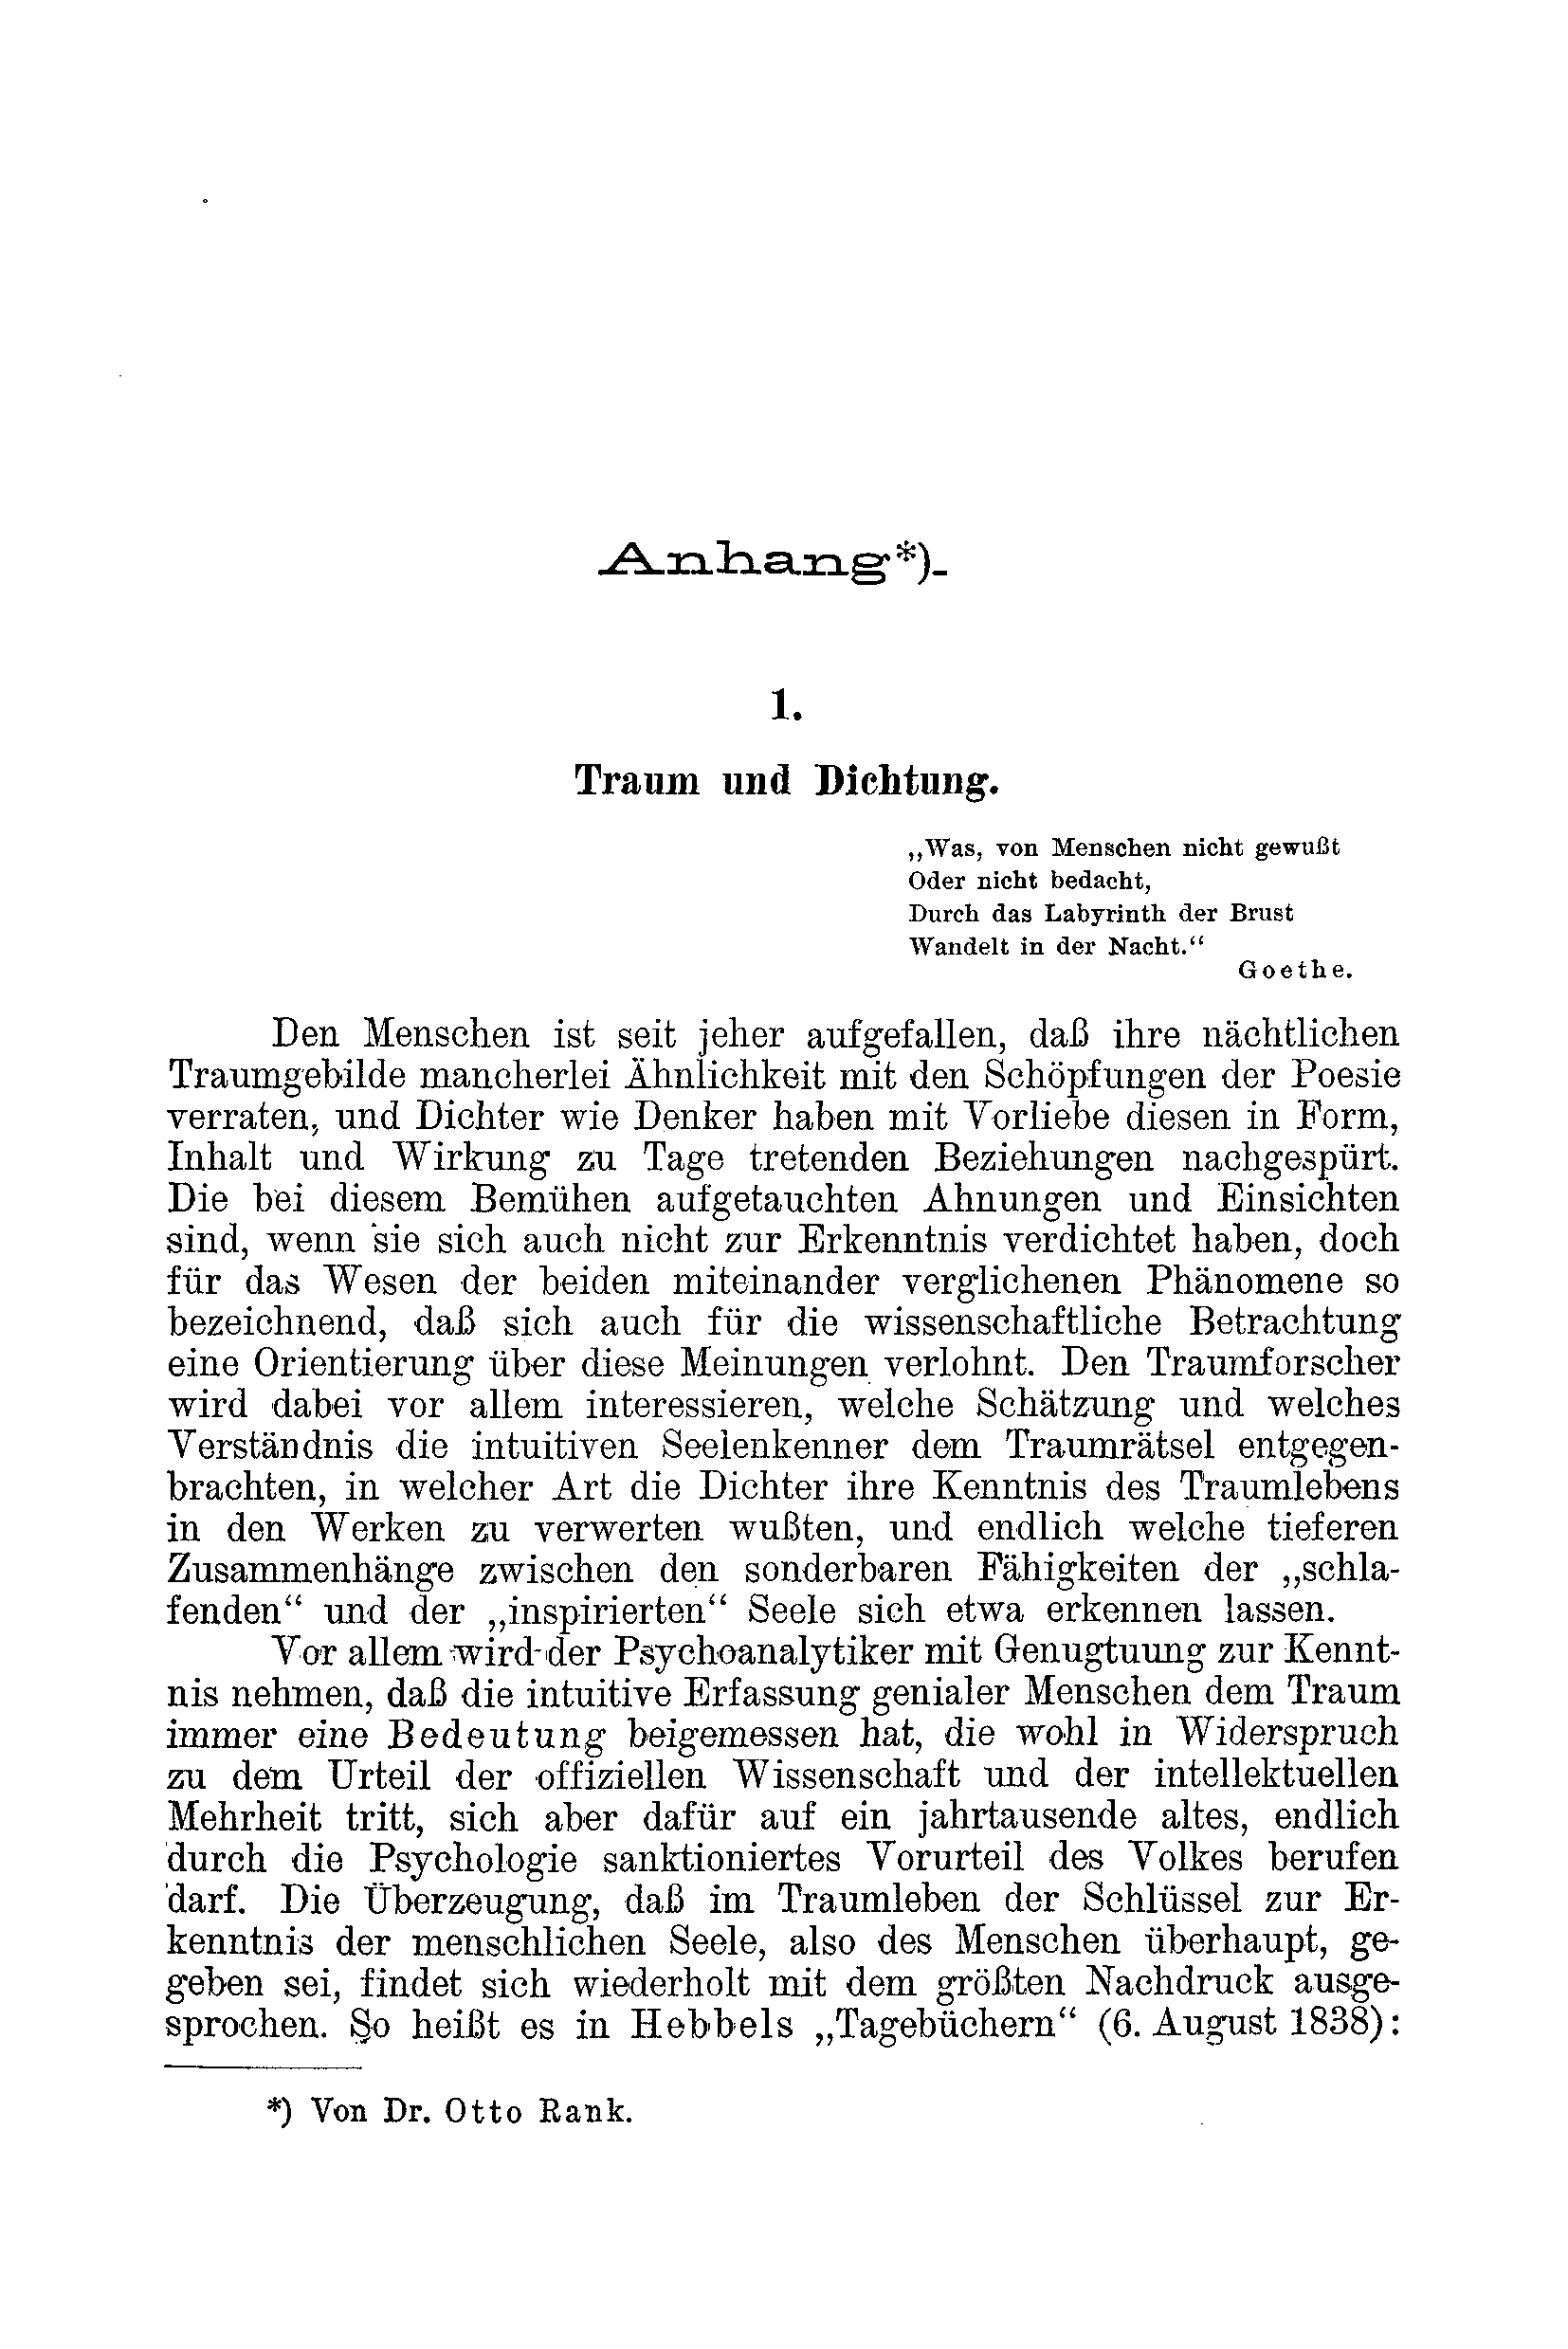 Anhang*).
1.
Traum und Dichtung.
„Was, von Menschen nicht gewußt
Oder nicht bedacht,
Durch das Labyrinth der Brust
Wandelt in der Nacht.“
Goethe.
Den Menschen ist seit jeher aufgefallen, daß ihre nächtlichen
Traumgebilde mancherlei Ähnlichkeit mit den Schöpfungen der Poesie
verraten, und Dichter wie Denker haben mit Vorliebe diesen in Form,
Inhalt und Wirkung zu Tage tretenden Beziehungen nachgespürt.
Die bei diesem Bemühen aufgetauchten Ahnungen und Einsichten
sind, wenn sie sich auch nicht zur Erkenntnis verdichtet haben, doch
für das Wesen der beiden miteinander verglichenen Phänomene so
bezeichnend, daß sich auch für die wissenschaftliche Betrachtung
eine Orientierung über diese Meinungen verlohnt. Den Traumforscher
wird dabei vor allem interessieren, welche Schätzung und welches
Verständnis die intuitiven Seelenkenner dem Traumrätsel entgegen-
brachten, in welcher Art die Dichter ihre Kenntnis des Traumlebens
in den Werken zu verwerten wußten, und endlich welche tieferen
Zusammenhänge zwischen den sonderbaren Fähigkeiten der „schla-
fenden“ und der „inspirierten“ Seele sich etwa erkennen lassen.
Vor allem wird der Psychoanalytiker mit Genugtuung zur Kennt-
nis nehmen, daß die intuitive Erfassung genialer Menschen dem Traum
immer eine Bedeutung beigemessen hat, die wohl in Widerspruch
zu dem Urteil der offiziellen Wissenschaft und der intellektuellen
Mehrheit tritt, sich aber dafür auf ein jahrtausende altes, endlich
durch die Psychologie sanktioniertes Vorurteil des Volkes berufen
darf. Die Überzeugung, daß im Traumleben der Schlüssel zur Er-
kenntnis der menschlichen Seele, also des Menschen überhaupt, ge-
geben sei, findet sich wiederholt mit dem größten Nachdruck ausge-
sprochen. So heißt es in Hebbels „Tagebüchern“ (6. August 1838):
*) Von Dr. Otto Rank.